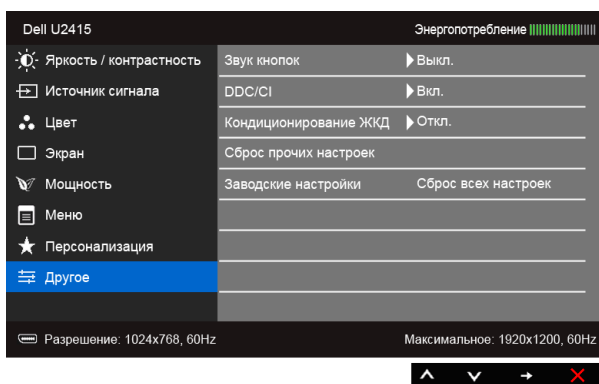 Dell U2415 Энергопотребление
Яркость / контрастность Звук кнопок Выкл.
Источник сигнала DDC/CI Вкл.
Цвет Кондиционирование ЖКД Откл.
Экран Сброс прочих настроек
Мощность Заводские настройки Сброс всех настроек
Меню
Персонализация
Другое
Разрешение: 1024x768, 60Hz Максимальное: 1920x1200, 60Hz